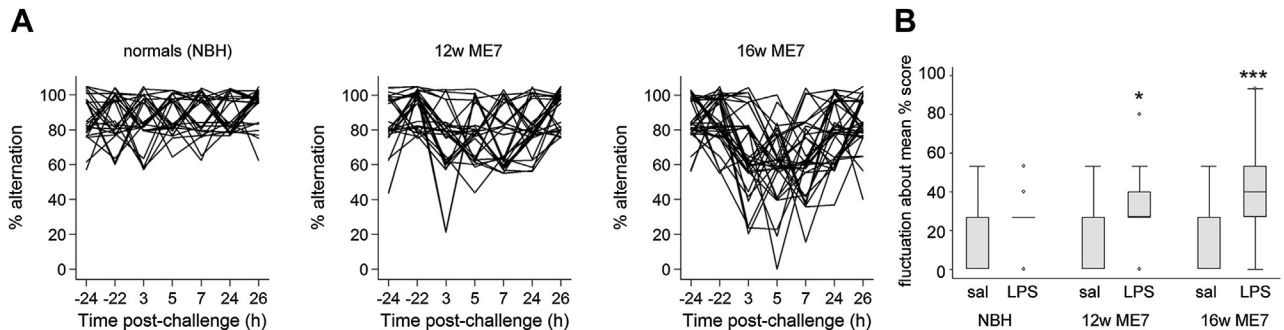 A
normals (NBH)
12w ME7
16w ME7
% alternation
100
80
60
40
20
0
-24 -22 3 5 7 24 26
Time post-challenge (h)
% alternation
100
80
60
40
20
0
-24 -22 3 5 7 24 26
Time post-challenge (h)
% alternation
100
80
60
40
20
0
-24 -22 3 5 7 24 26
Time post-challenge (h)
B
fluctuation about mean % score
100
80
60
40
20
0
*
***
sal LPS sal LPS sal LPS
NBH 12w ME7 16w ME7